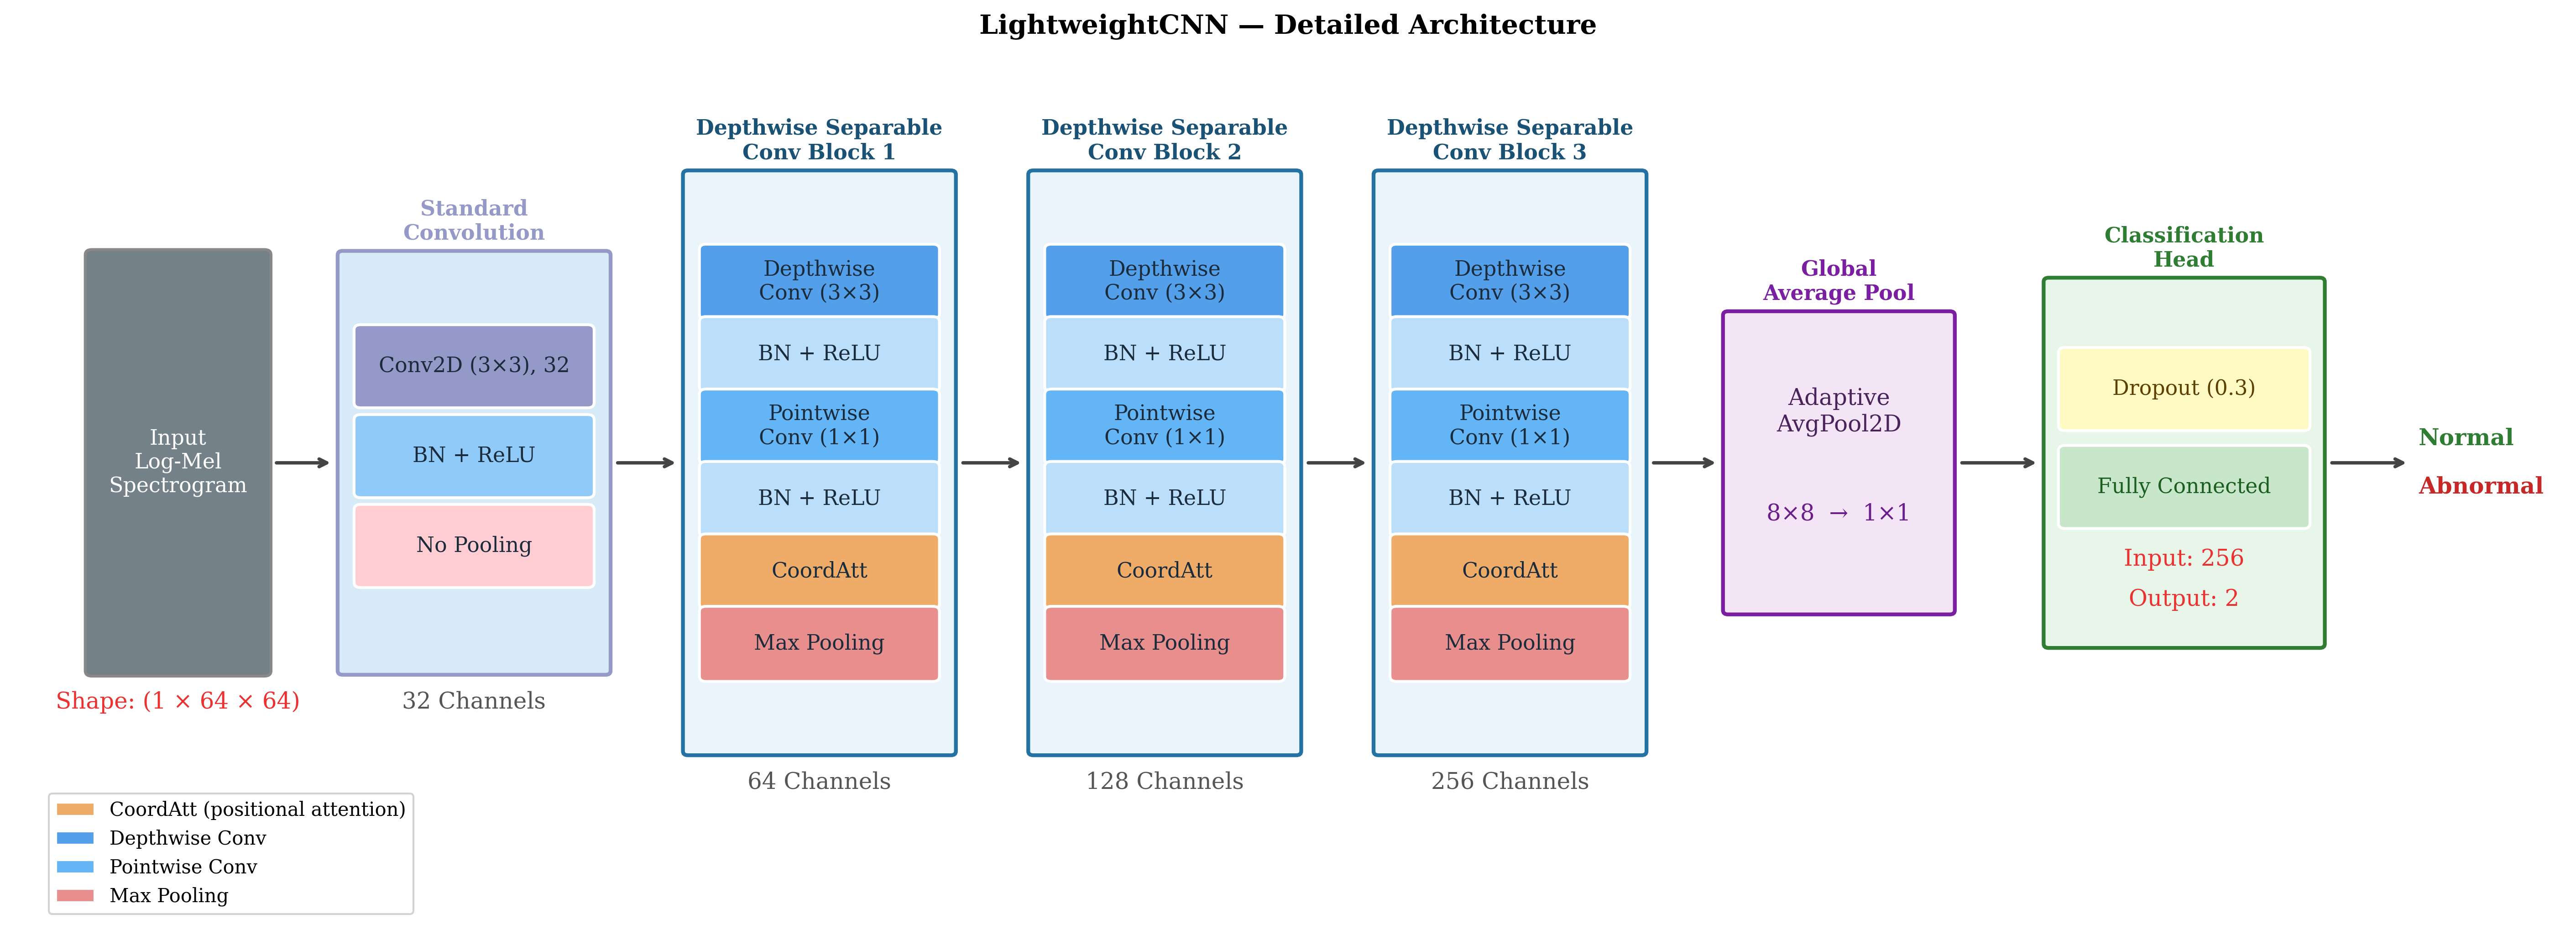 LightweightCNN — Detailed Architecture
Input
Log-Mel
Spectrogram
Shape: (1 × 64 × 64)
Standard
Convolution
Conv2D (3×3), 32
BN + ReLU
No Pooling
32 Channels
Depthwise Separable
Conv Block 1
Depthwise
Conv (3×3)
BN + ReLU
Pointwise
Conv (1×1)
BN + ReLU
CoordAtt
Max Pooling
64 Channels
Depthwise Separable
Conv Block 2
Depthwise
Conv (3×3)
BN + ReLU
Pointwise
Conv (1×1)
BN + ReLU
CoordAtt
Max Pooling
128 Channels
Depthwise Separable
Conv Block 3
Depthwise
Conv (3×3)
BN + ReLU
Pointwise
Conv (1×1)
BN + ReLU
CoordAtt
Max Pooling
256 Channels
Global
Average Pool
Adaptive
AvgPool2D
8×8 → 1×1
Classification
Head
Dropout (0.3)
Fully Connected
Input: 256
Output: 2
Normal
Abnormal
CoordAtt (positional attention)
Depthwise Conv
Pointwise Conv
Max Pooling